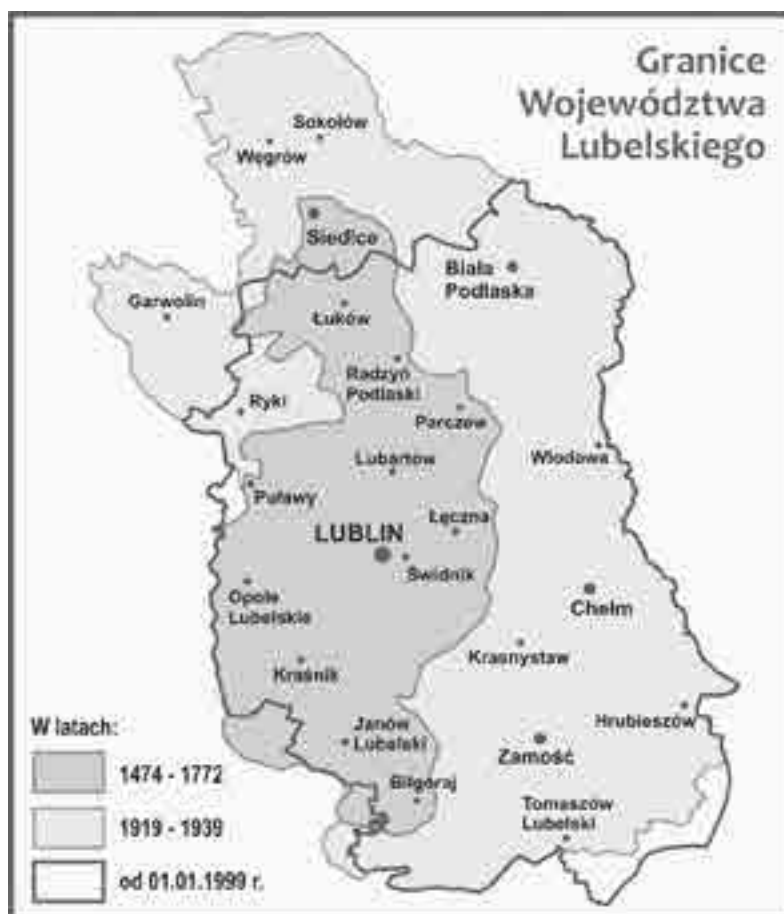 Granice
Województwa
Lubelskiego
Sokołów
Węgrów
Siedlce
Biała
Podlaska
Garwolin
Łuków
Radzyń
Podlaski
Ryki
Parczew
Lubartów
Włodawa
Puławy
Łęczna
LUBLIN
Świdnik
Opole
Lubelskie
Chełm
Krasnystaw
Kraśnik
Hrubieszów
Janów
Lubelski
Zamość
Biłgoraj
Tomaszów
Lubelski
W latach:
1474 - 1772
1919 - 1939
od 01.01.1999 r.